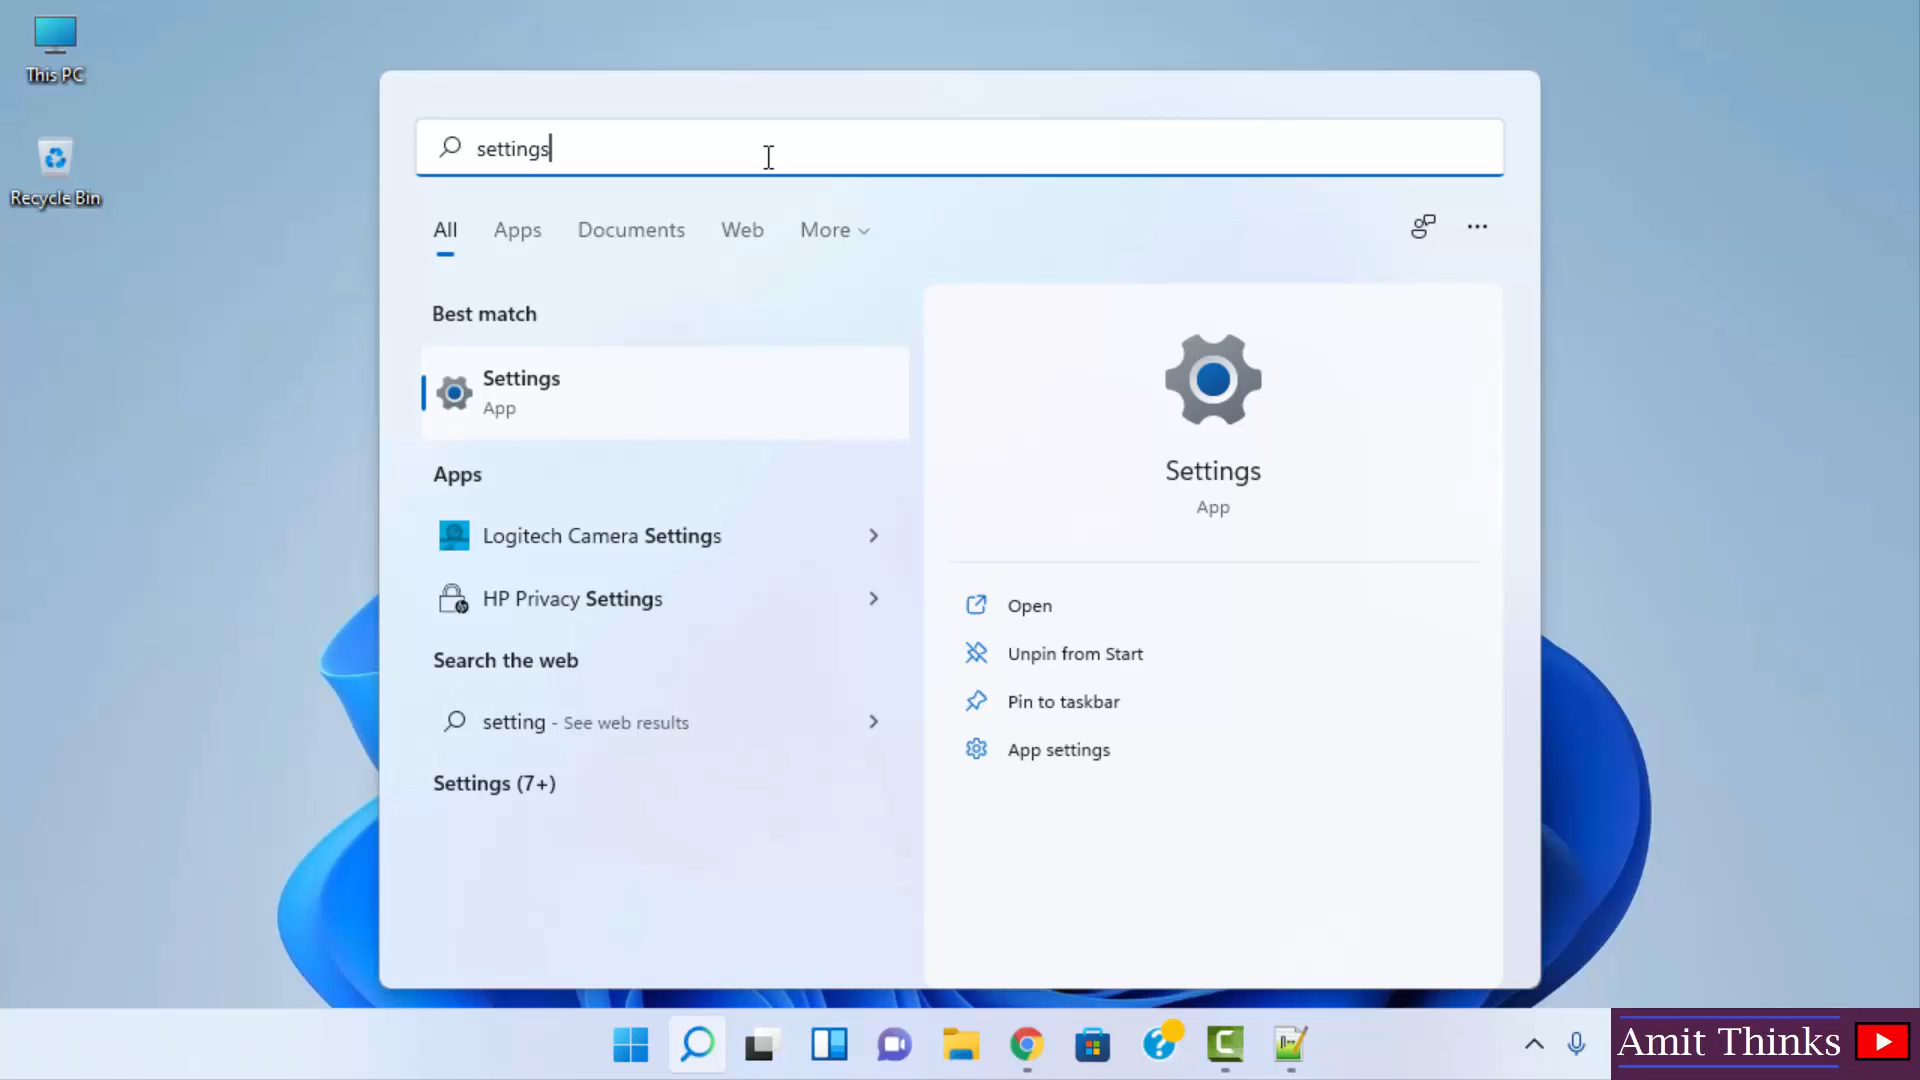 This PC
Recycle Bin
settings
All Apps Documents Web More
Best match
Settings
App
Apps
Logitech Camera Settings
HP Privacy Settings
Search the web
setting - See web results
Settings (7+)
Settings
App
Open
Unpin from Start
Pin to taskbar
App settings
Amit Thinks